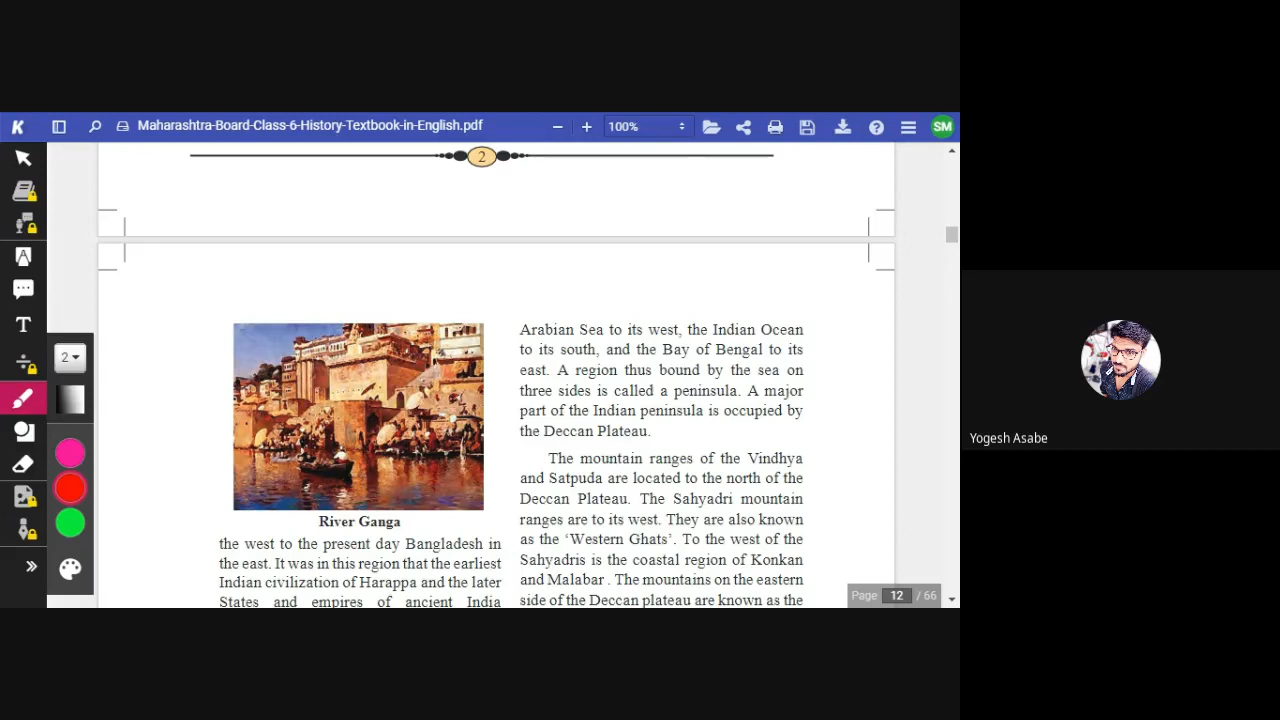 K
Maharashtra-Board-Class-6-History-Textbook-in-English.pdf
100%
SM
2
2
River Ganga
the west to the present day Bangladesh in
the east. It was in this region that the earliest
Indian civilization of Harappa and the later
States and empires of ancient India
Arabian Sea to its west, the Indian Ocean
to its south, and the Bay of Bengal to its
east. A region thus bound by the sea on
three sides is called a peninsula. A major
part of the Indian peninsula is occupied by
the Deccan Plateau.
The mountain ranges of the Vindhya
and Satpuda are located to the north of the
Deccan Plateau. The Sahyadri mountain
ranges are to its west. They are also known
as the ‘Western Ghats’. To the west of the
Sahyadris is the coastal region of Konkan
and Malabar . The mountains on the eastern
side of the Deccan plateau are known as the
Page 12 / 66
Yogesh Asabe